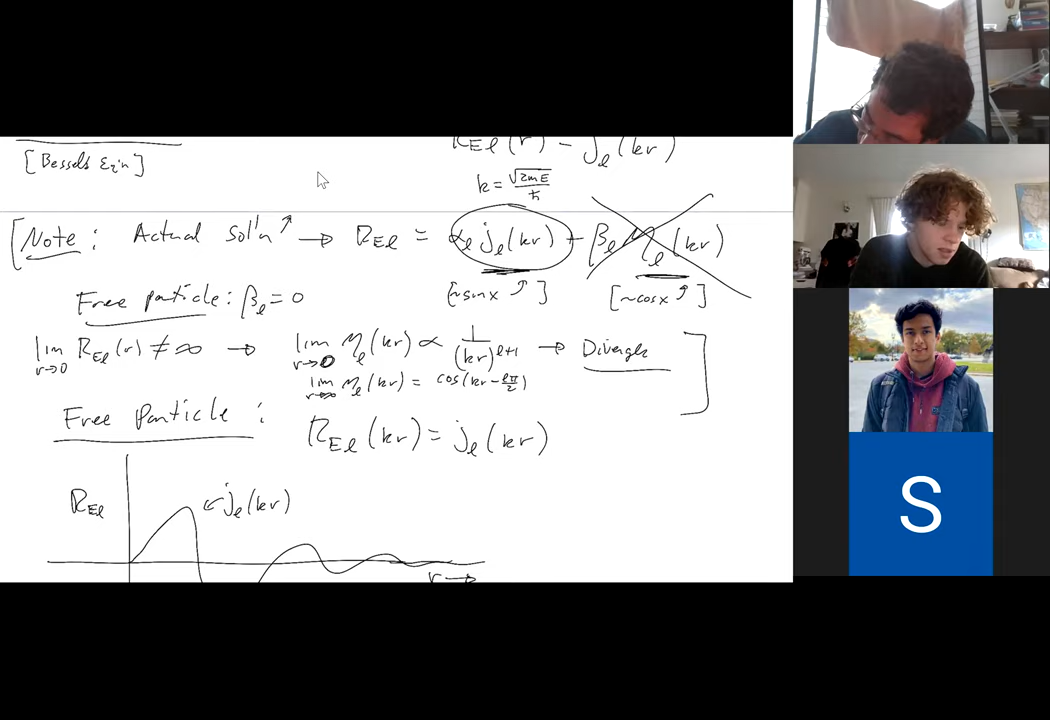 [Bessels Eq'n]
R_El (r) = j_l (kr)
k = √2mE / ħ
[Note: Actual Sol'n ↗ → R_El = α_l j_l (kr) + β_l η_l (kr)
[~sinx ↗] [~cosx ↗]
Free particle: β_l = 0
lim r→0 R_El (r) ≠ ∞ → lim r→0 η_l (kr) ∝ 1/(kr)^l+1 → Diverges ]
lim r→∞ η_l (kr) = cos(kr - lπ/2)
Free Particle: R_El (kr) = j_l (kr)
R_El ← j_l (kr)
r →
S